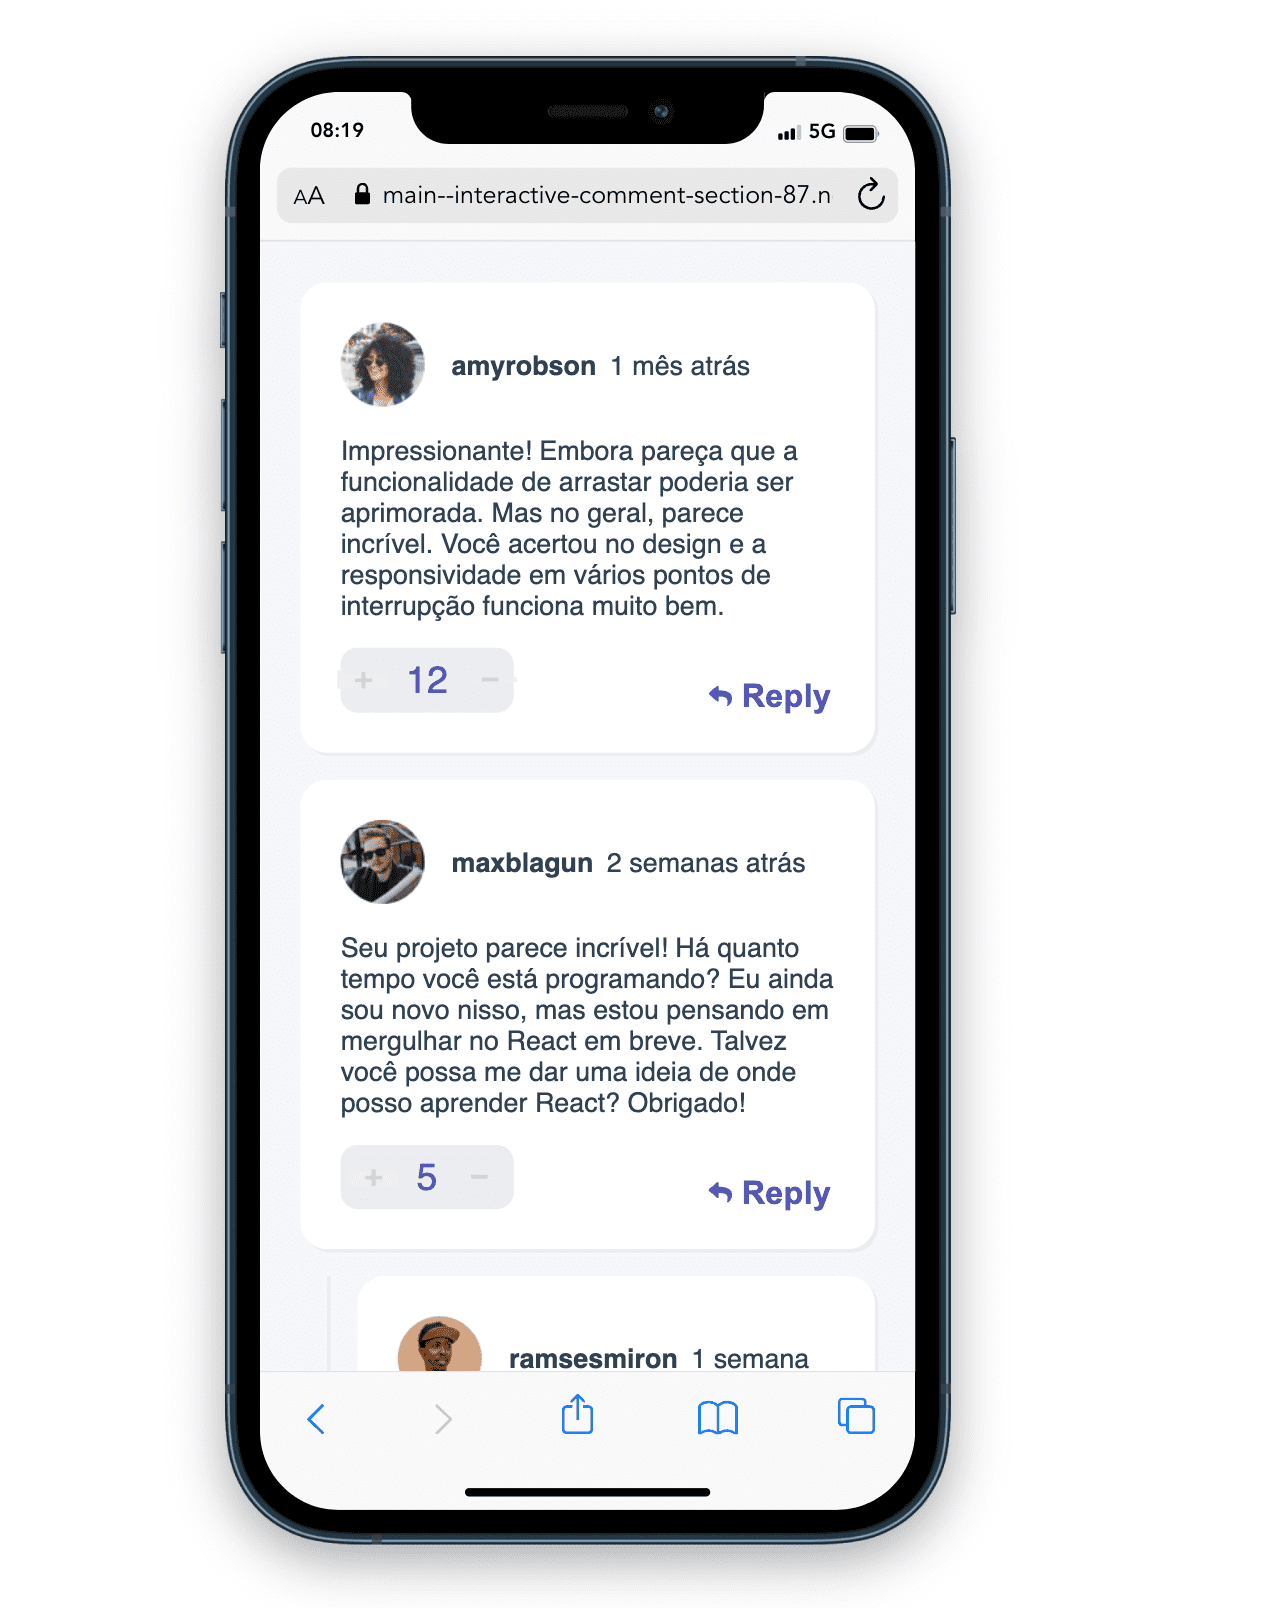 08:19 5G
AA main--interactive-comment-section-87.n
amyrobson 1 mês atrás
Impressionante! Embora pareça que a
funcionalidade de arrastar poderia ser
aprimorada. Mas no geral, parece
incrível. Você acertou no design e a
responsividade em vários pontos de
interrupção funciona muito bem.
+ 12 −
Reply
maxblagun 2 semanas atrás
Seu projeto parece incrível! Há quanto
tempo você está programando? Eu ainda
sou novo nisso, mas estou pensando em
mergulhar no React em breve. Talvez
você possa me dar uma ideia de onde
posso aprender React? Obrigado!
+ 5 −
Reply
ramsesmiron 1 semana